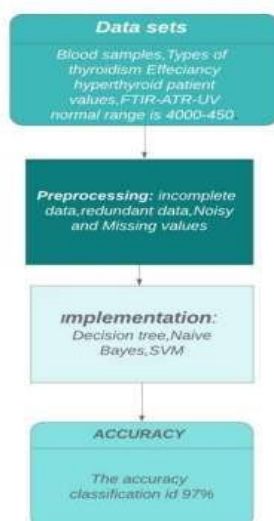 Data sets
Blood samples,Types of
thyroidism Effeciancy
hyperthyroid patient
values,FTIR-ATR-UV
normal range is 4000-450.
Preprocessing: incomplete
data,redundant data,Noisy
and Missing values
Implementation:
Decision tree,Naive
Bayes,SVM
ACCURACY
The accuracy
classification id 97%